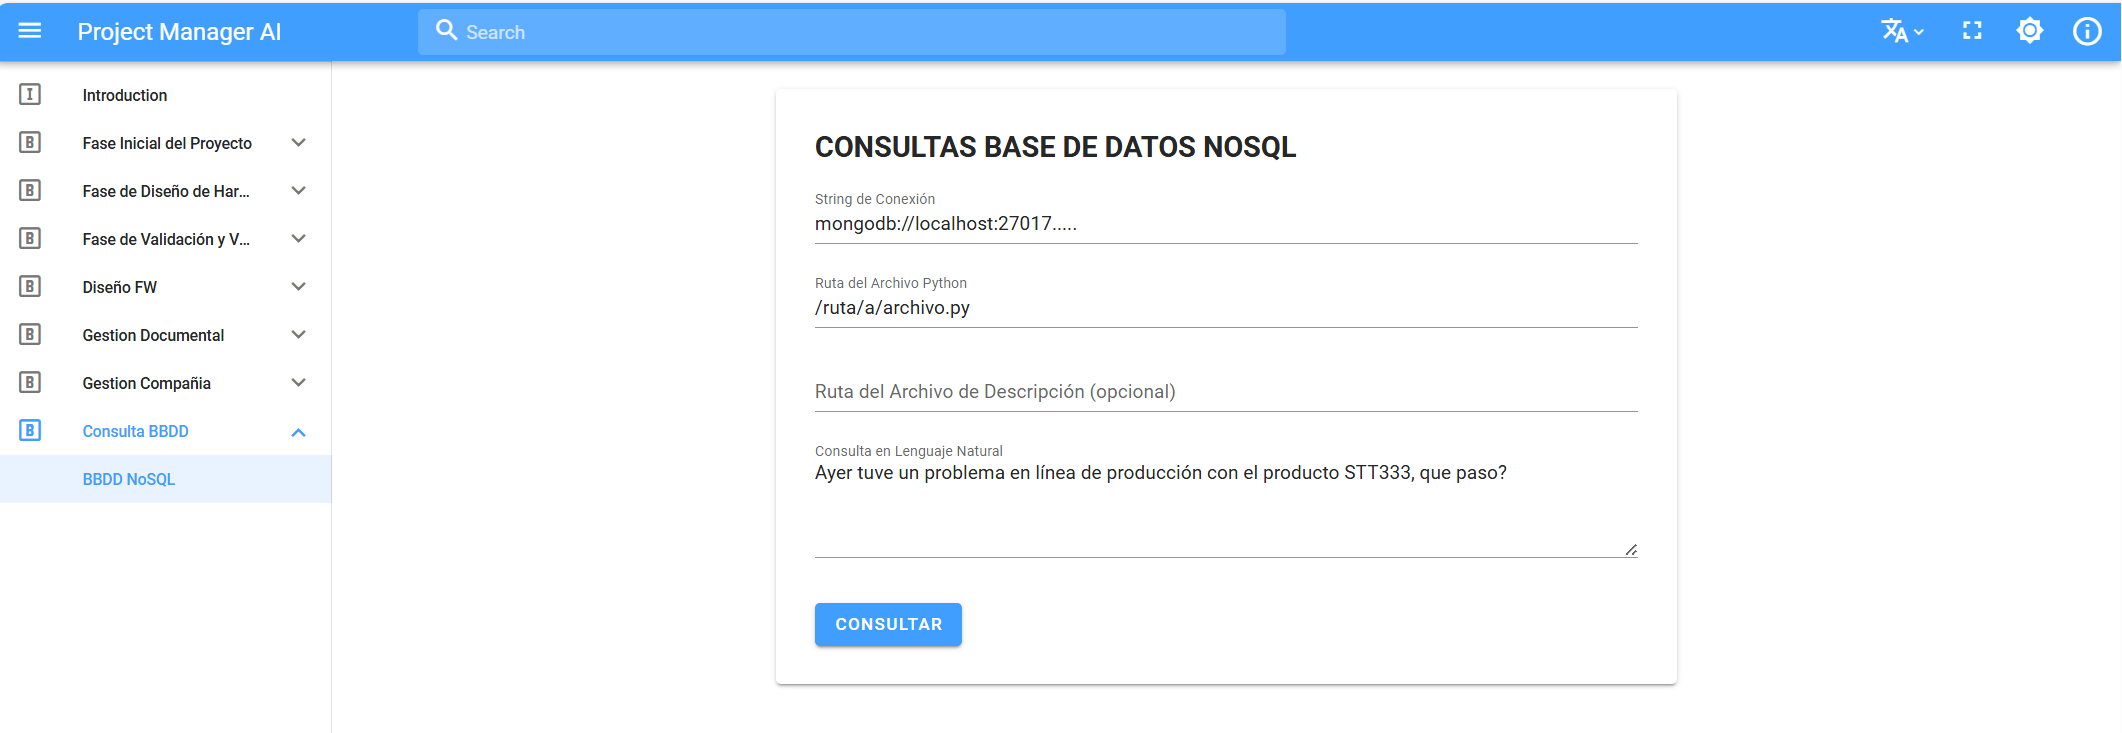 Project Manager AI
Search
I Introduction
B Fase Inicial del Proyecto
B Fase de Diseño de Har...
B Fase de Validación y V...
B Diseño FW
B Gestion Documental
B Gestion Compañia
B Consulta BBDD
BBDD NoSQL
CONSULTAS BASE DE DATOS NOSQL
String de Conexión
mongodb://localhost:27017.....
Ruta del Archivo Python
/ruta/a/archivo.py
Ruta del Archivo de Descripción (opcional)
Consulta en Lenguaje Natural
Ayer tuve un problema en línea de producción con el producto STT333, que paso?
CONSULTAR